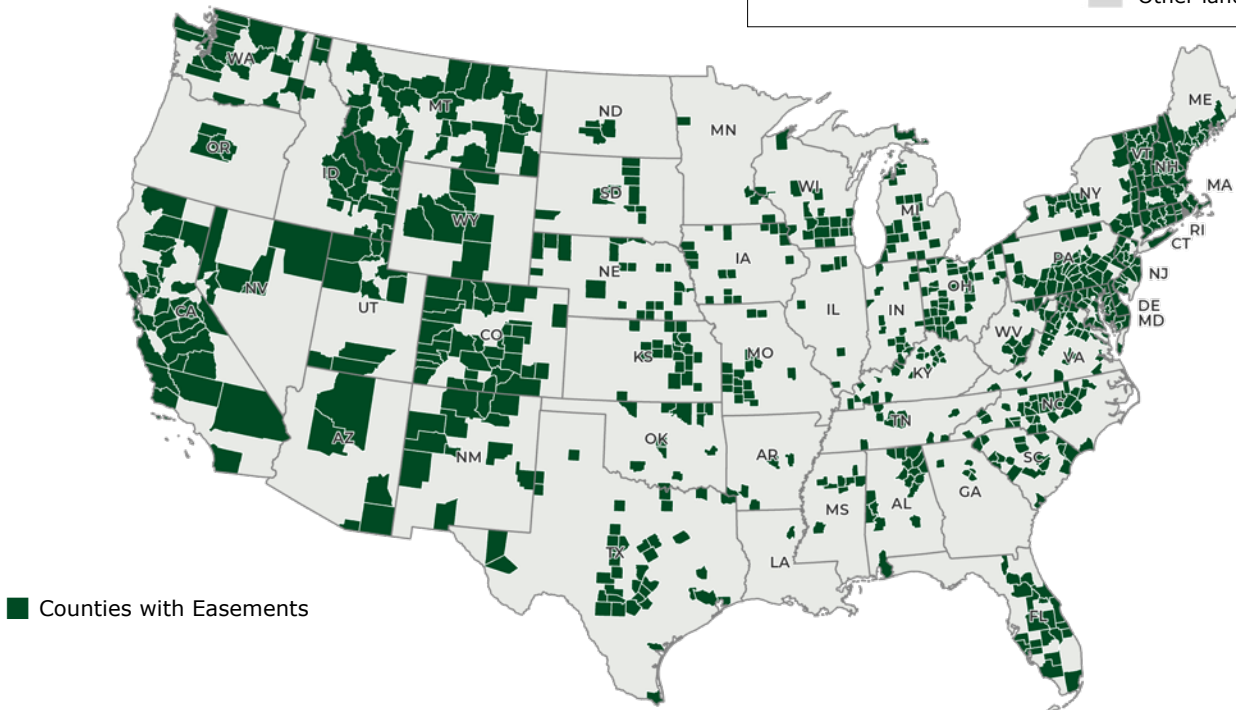 Other land
WA
MT
ND
MN
ME
OR
ID
SD
WI
VT
NH
WY
MI
NY
MA
RI
CT
NE
IA
PA
NV
UT
NJ
IL
IN
OH
DE
MD
CA
CO
WV
KS
MO
VA
KY
NC
TN
AZ
NM
OK
AR
SC
MS
AL
GA
TX
LA
Counties with Easements
FL